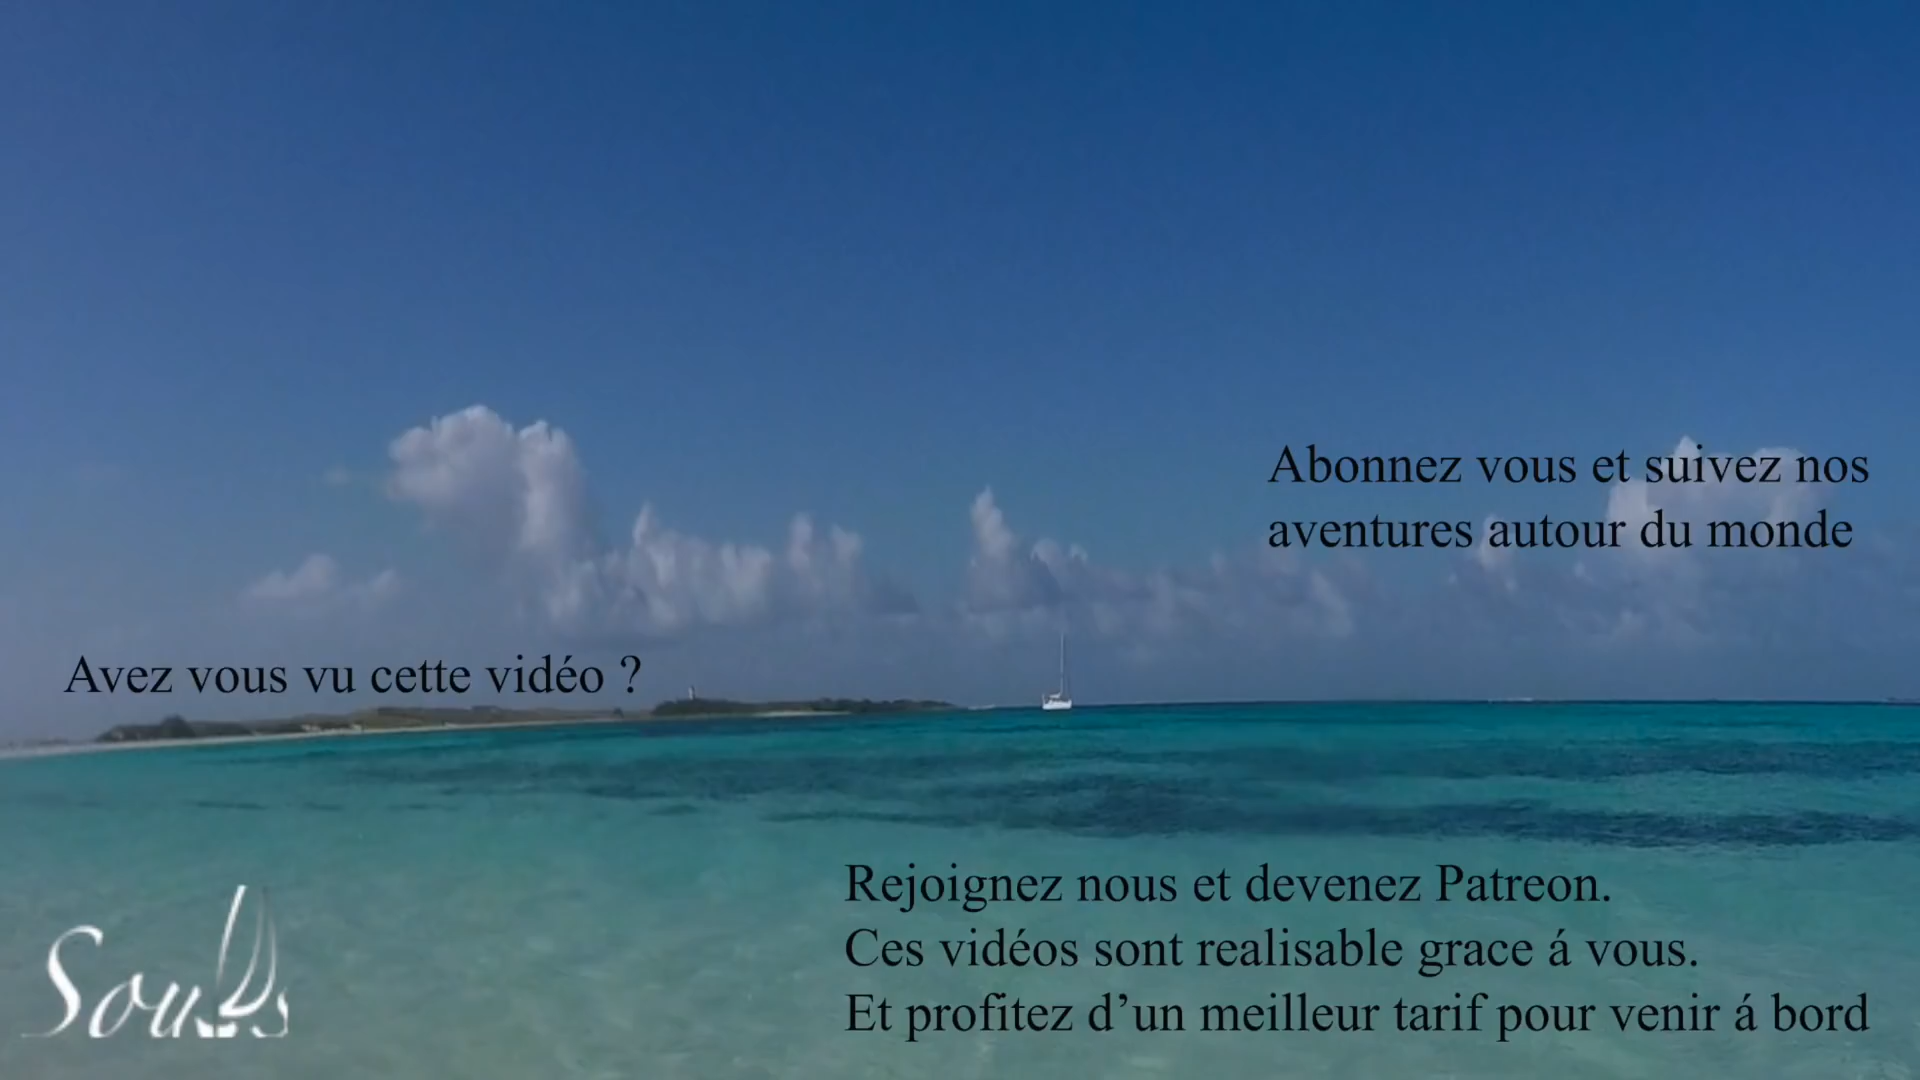 Abonnez vous et suivez nos
aventures autour du monde
Avez vous vu cette vidéo ?
Rejoignez nous et devenez Patreon.
Ces vidéos sont realisable grace á vous.
Et profitez d’un meilleur tarif pour venir á bord